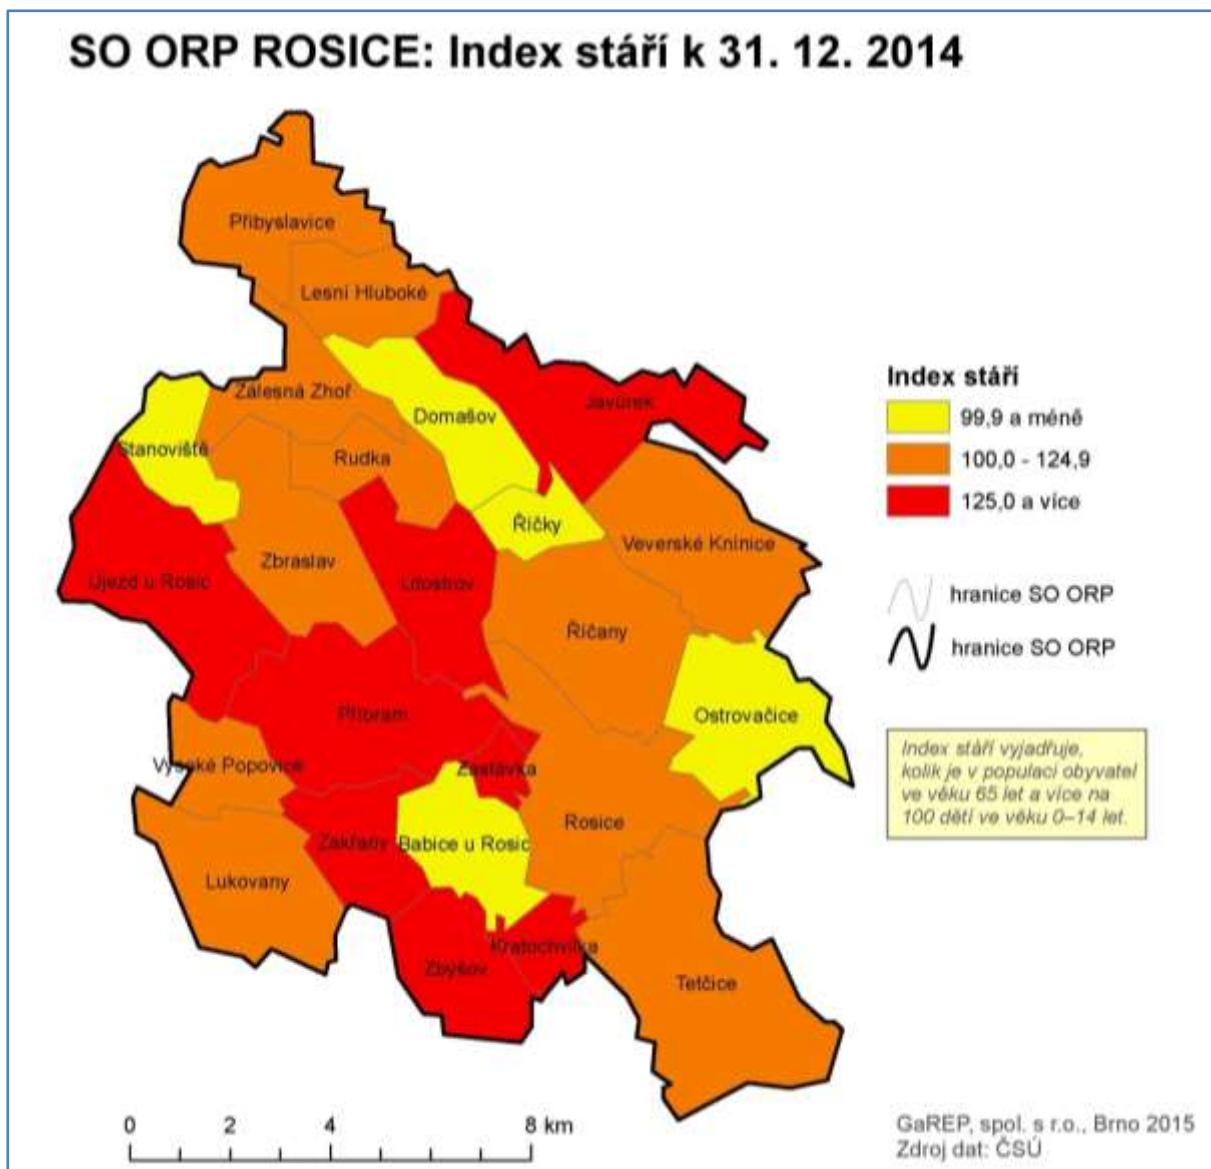 SO ORP ROSICE: Index stáří k 31. 12. 2014
Přibyslavice
Lesní Hluboké
Zálesná Zhoř
Javůrek
Domašov
Stanoviště
Rudka
Říčky
Veverské Knínice
Zbraslav
Litostrov
Újezd u Rosic
Říčany
Příbram
Ostrovačice
Vysoké Popovice
Zastávka
Rosice
Zakřany
Babice u Rosic
Lukovany
Kratochvilka
Zbýšov
Tetčice
Index stáří
99,9 a méně
100,0 - 124,9
125,0 a více
hranice SO ORP
hranice SO ORP
Index stáří vyjadřuje,
kolik je v populaci obyvatel
ve věku 65 let a více na
100 dětí ve věku 0–14 let.
0 2 4 8 km
GaREP, spol. s r.o., Brno 2015
Zdroj dat: ČSÚ